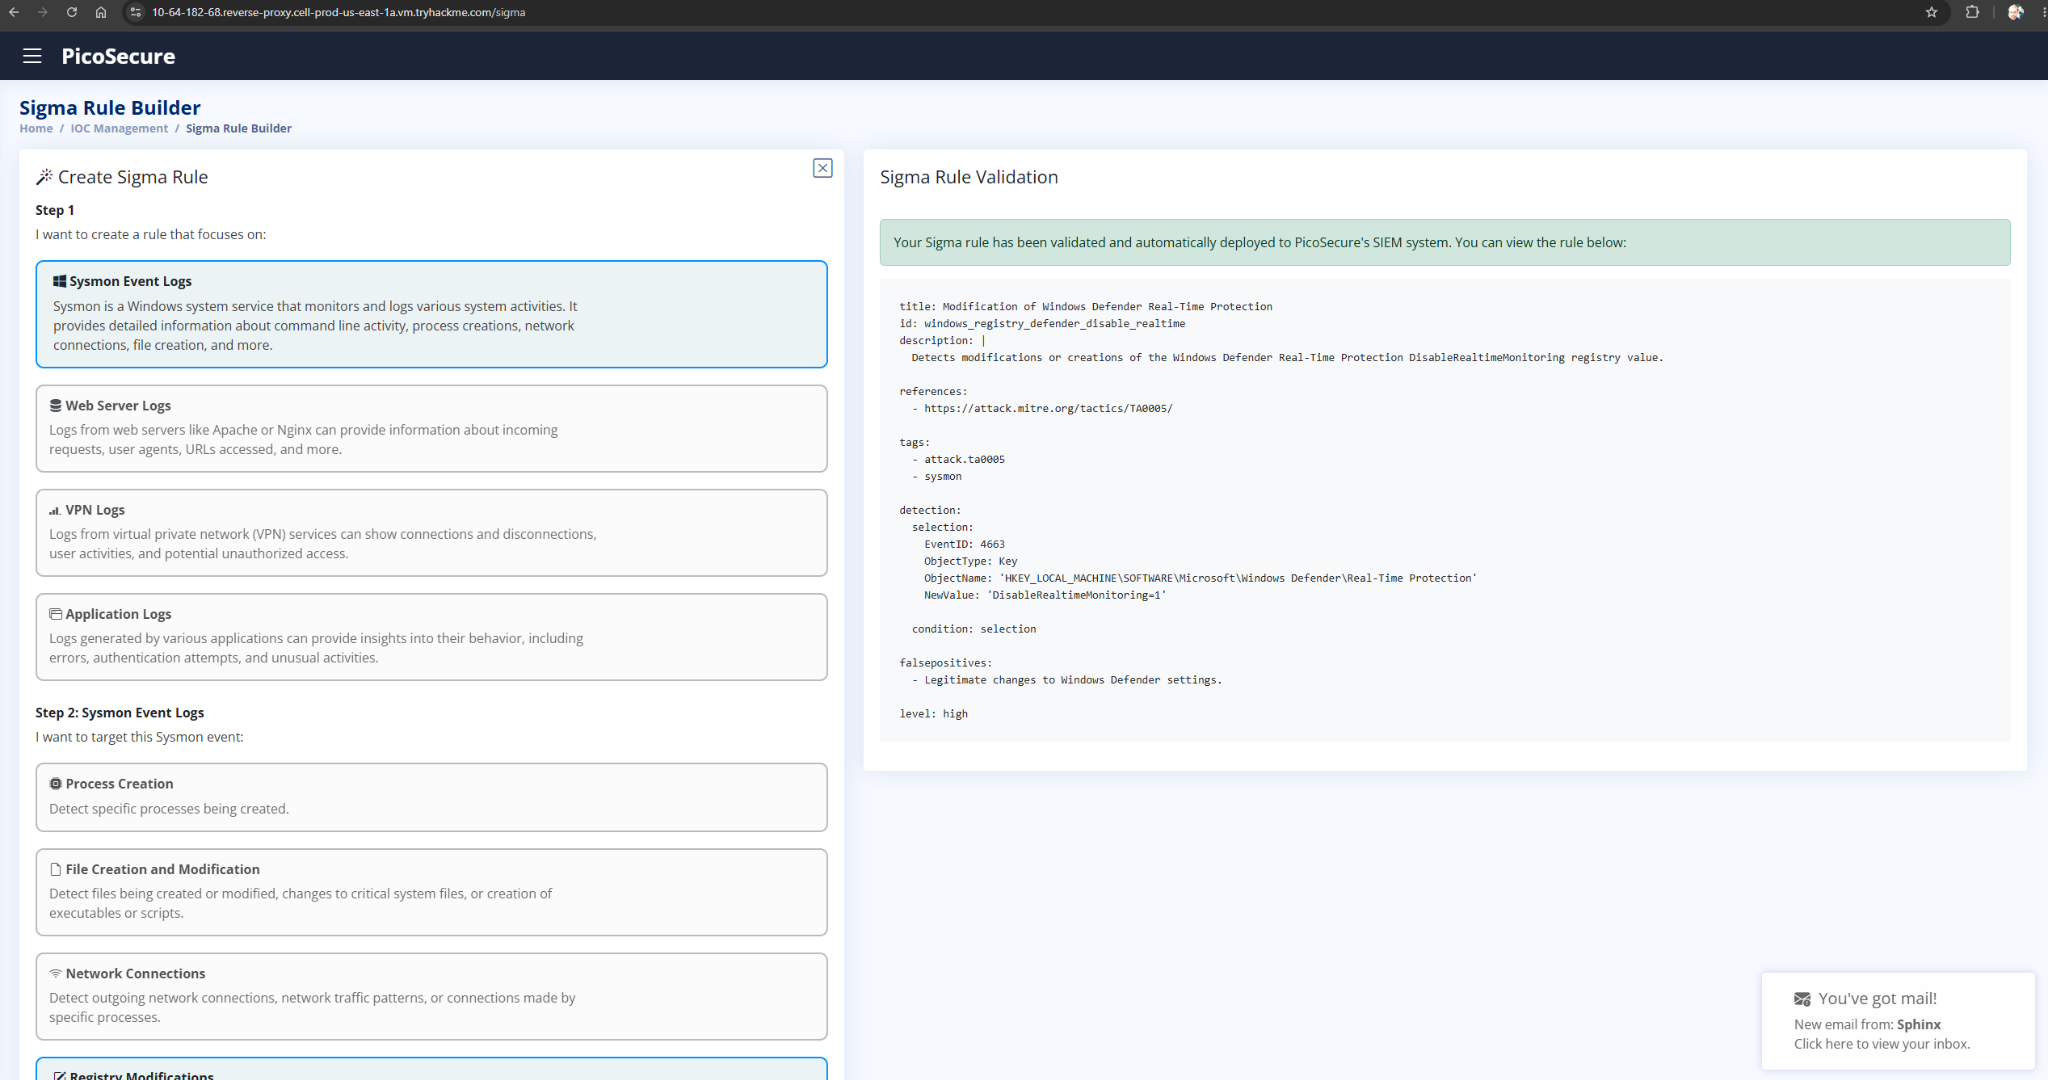 10-64-182-68.reverse-proxy.cell-prod-us-east-1a.vm.tryhackme.com/sigma
PicoSecure
Sigma Rule Builder
Home / IOC Management / Sigma Rule Builder
Create Sigma Rule
Step 1
I want to create a rule that focuses on:
Sysmon Event Logs
Sysmon is a Windows system service that monitors and logs various system activities. It
provides detailed information about command line activity, process creations, network
connections, file creation, and more.
Web Server Logs
Logs from web servers like Apache or Nginx can provide information about incoming
requests, user agents, URLs accessed, and more.
VPN Logs
Logs from virtual private network (VPN) services can show connections and disconnections,
user activities, and potential unauthorized access.
Application Logs
Logs generated by various applications can provide insights into their behavior, including
errors, authentication attempts, and unusual activities.
Step 2: Sysmon Event Logs
I want to target this Sysmon event:
Process Creation
Detect specific processes being created.
File Creation and Modification
Detect files being created or modified, changes to critical system files, or creation of
executables or scripts.
Network Connections
Detect outgoing network connections, network traffic patterns, or connections made by
specific processes.
Registry Modifications
Sigma Rule Validation
Your Sigma rule has been validated and automatically deployed to PicoSecure's SIEM system. You can view the rule below:
title: Modification of Windows Defender Real-Time Protection
id: windows_registry_defender_disable_realtime
description: |
Detects modifications or creations of the Windows Defender Real-Time Protection DisableRealtimeMonitoring registry value.
references:
- https://attack.mitre.org/tactics/TA0005/
tags:
- attack.ta0005
- sysmon
detection:
selection:
EventID: 4663
ObjectType: Key
ObjectName: 'HKEY_LOCAL_MACHINE\SOFTWARE\Microsoft\Windows Defender\Real-Time Protection'
NewValue: 'DisableRealtimeMonitoring=1'
condition: selection
falsepositives:
- Legitimate changes to Windows Defender settings.
level: high
You've got mail!
New email from: Sphinx
Click here to view your inbox.